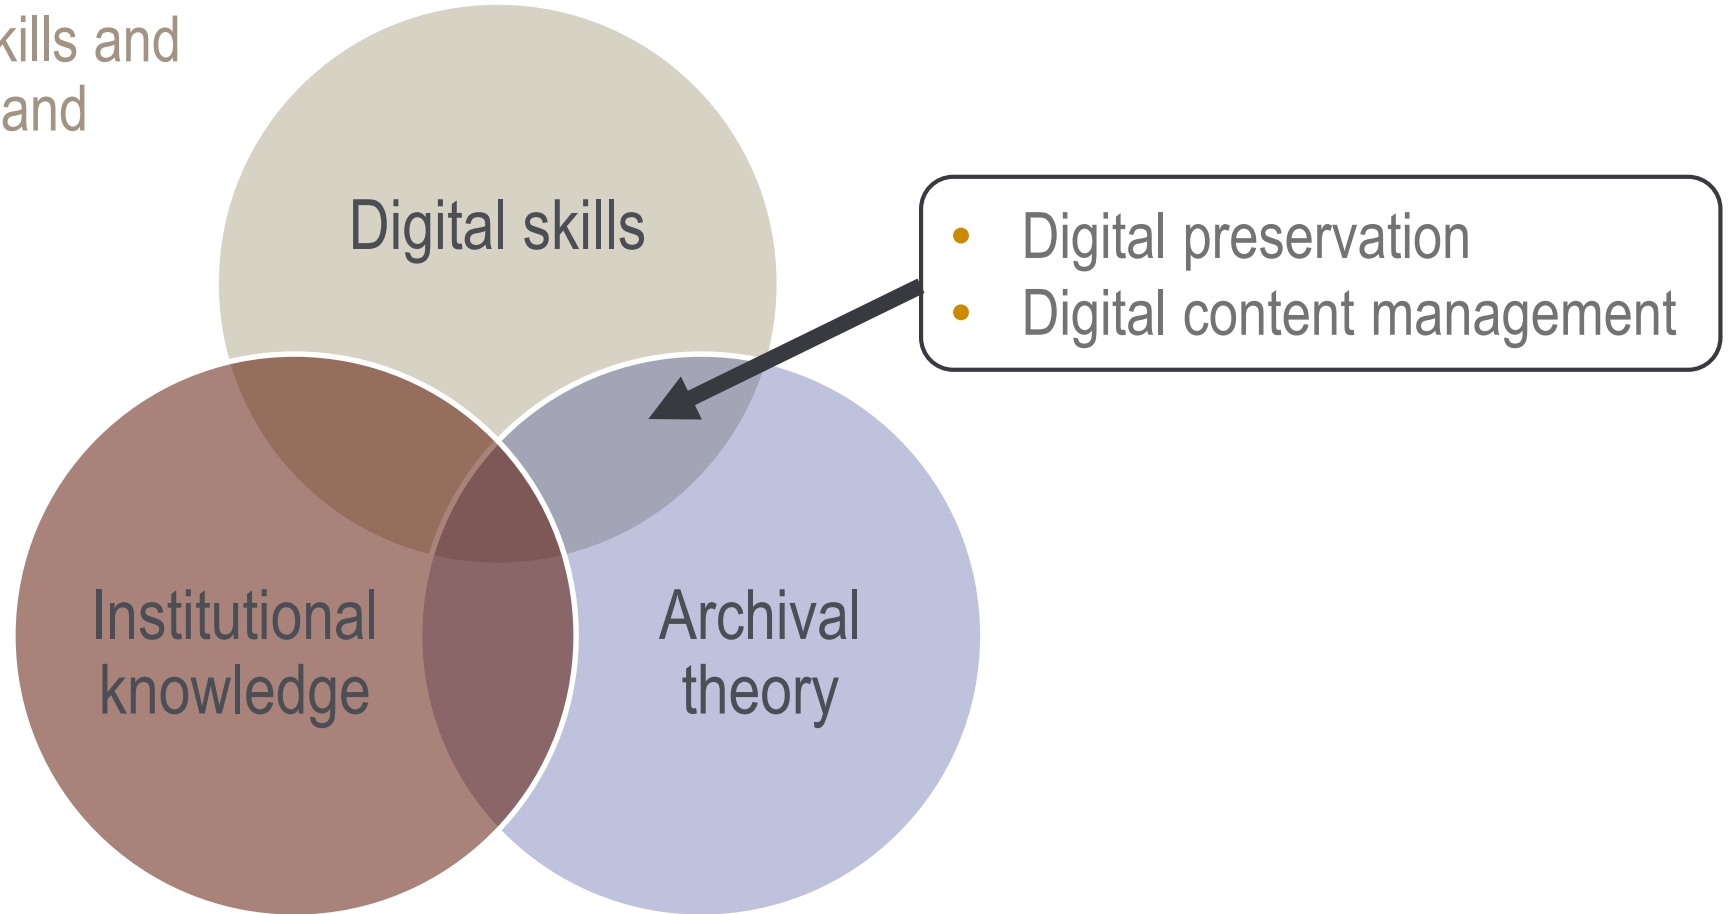 kills and
and
Digital skills
• Digital preservation
• Digital content management
Institutional
knowledge
Archival
theory